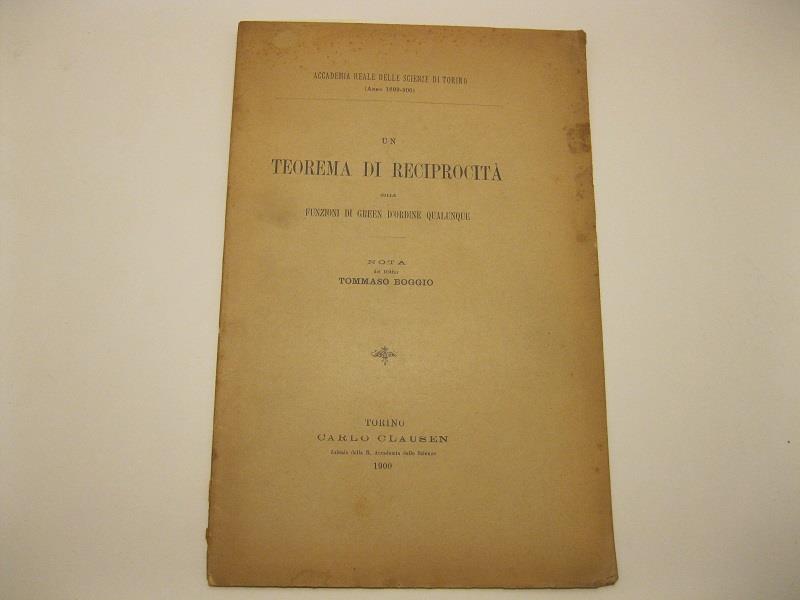 ACCADEMIA REALE DELLE SCIENZE DI TORINO
(Anno 1899-900)
UN
TEOREMA DI RECIPROCITÀ
SULLE
FUNZIONI DI GREEN D'ORDINE QUALUNQUE
NOTA
del Dottor
TOMMASO BOGGIO
TORINO
CARLO CLAUSEN
Libraio della R. Accademia delle Scienze
1900